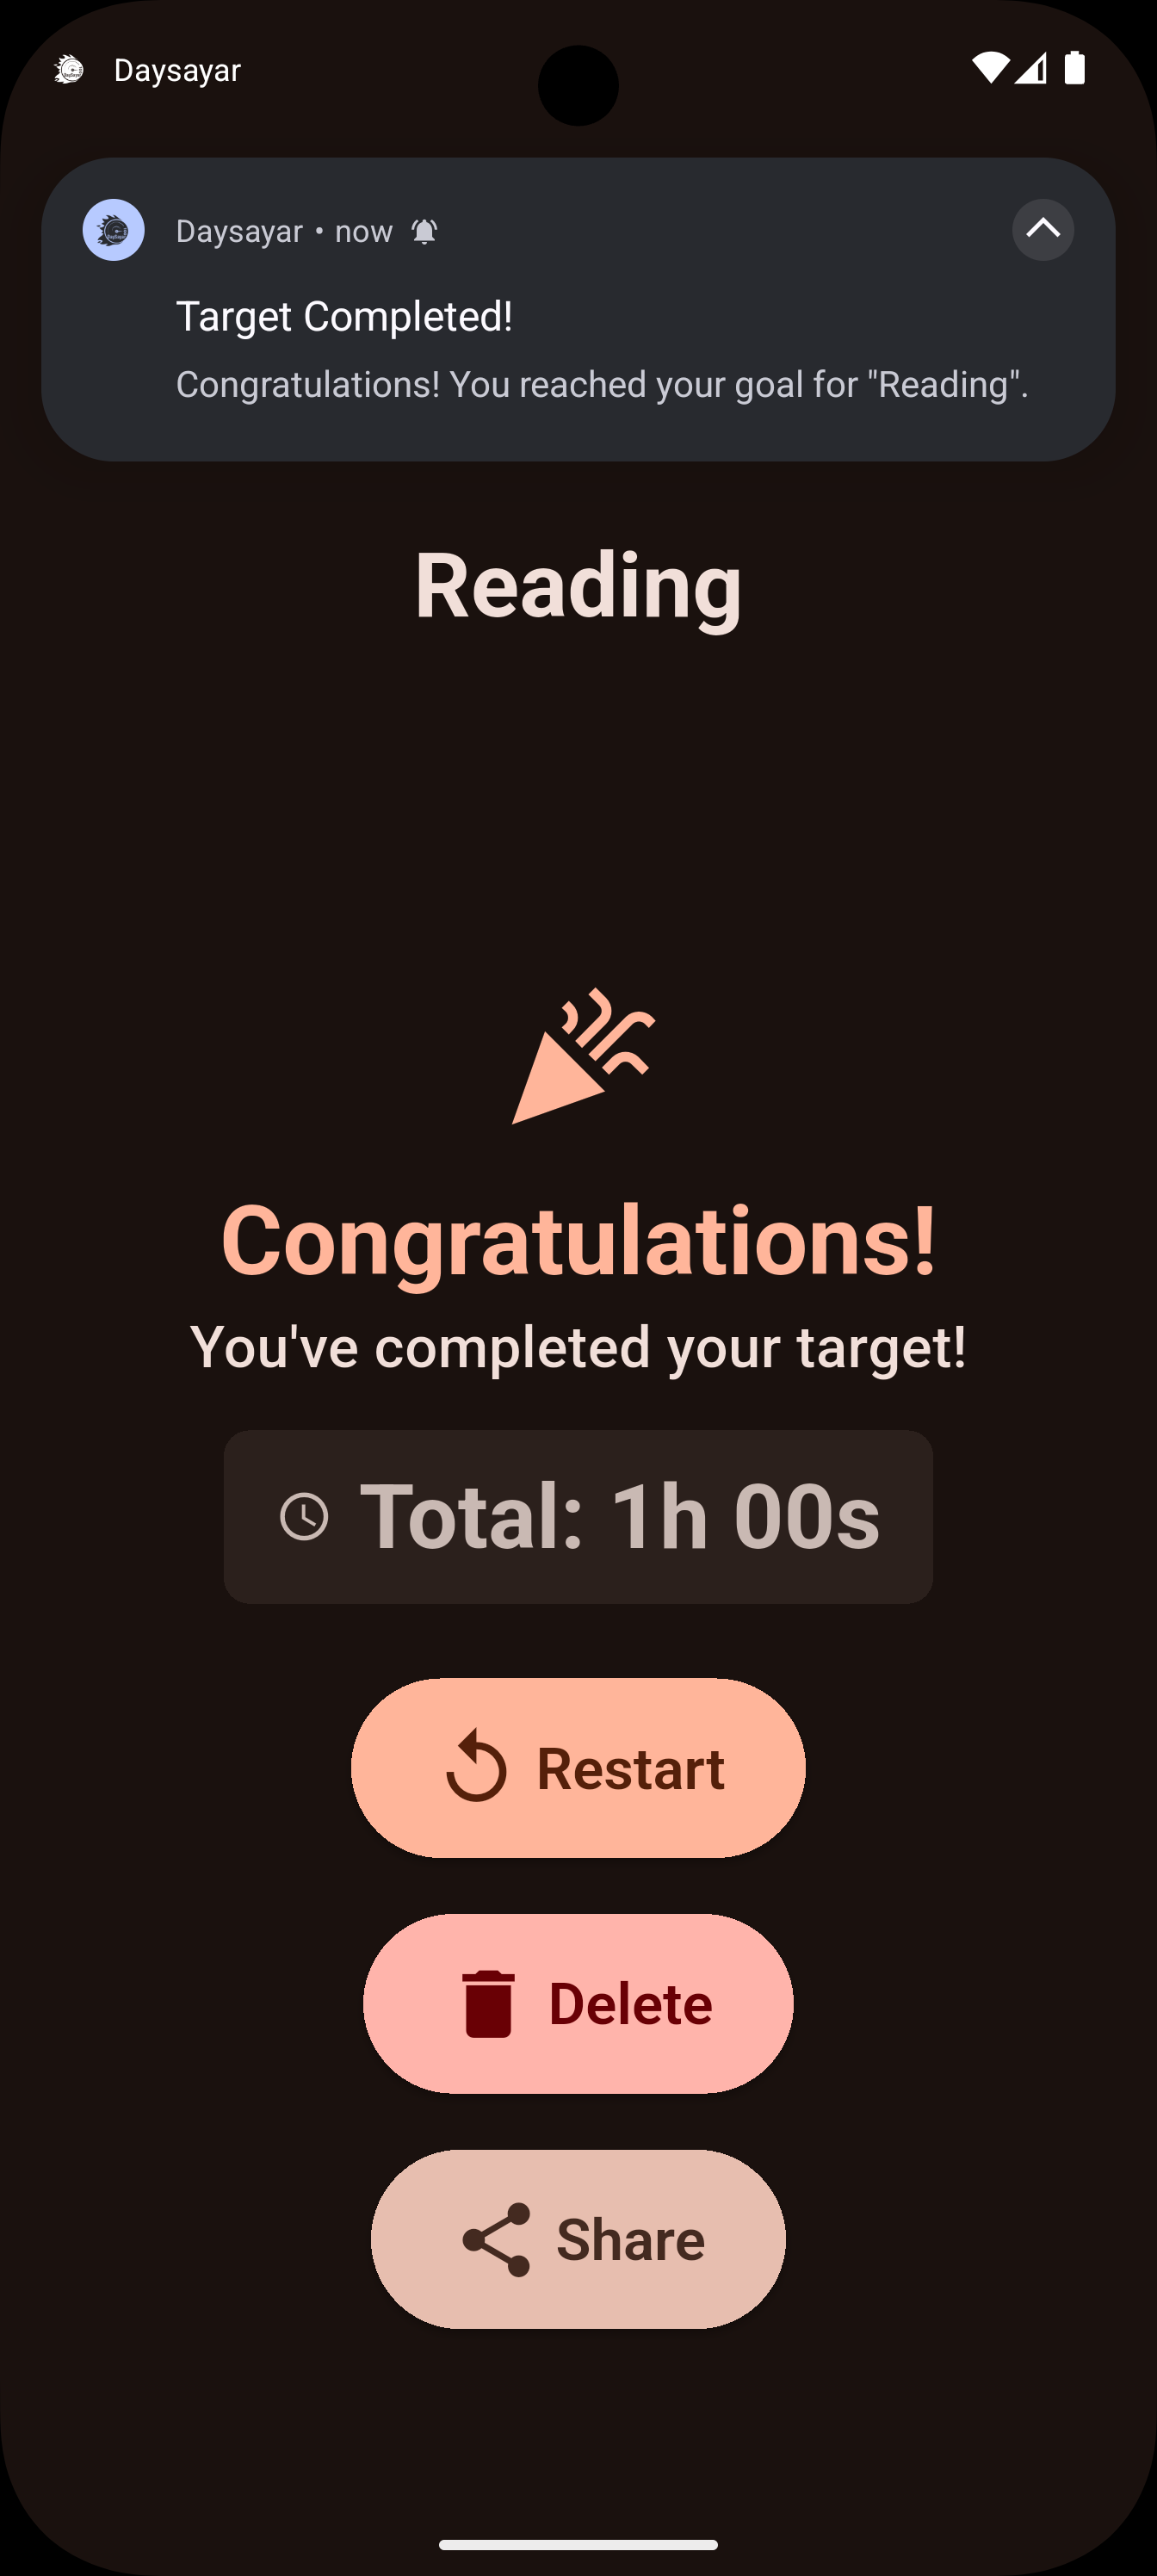 Daysayar
Daysayar • now
Target Completed!
Congratulations! You reached your goal for "Reading".
Reading
Congratulations!
You've completed your target!
Total: 1h 00s
Restart
Delete
Share